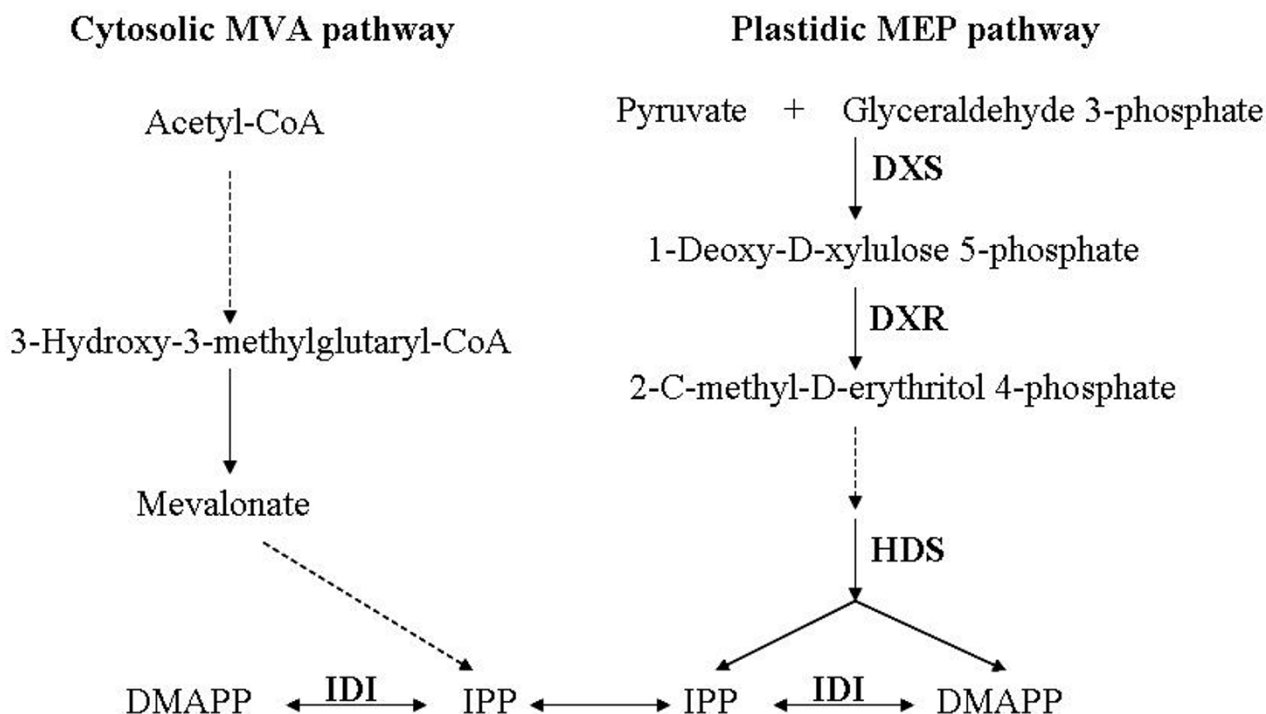 Cytosolic MVA pathway
Acetyl-CoA
3-Hydroxy-3-methylglutaryl-CoA
Mevalonate
Plastidic MEP pathway
Pyruvate + Glyceraldehyde 3-phosphate
DXS
1-Deoxy-D-xylulose 5-phosphate
DXR
2-C-methyl-D-erythritol 4-phosphate
HDS
DMAPP IDI IPP IPP IDI DMAPP